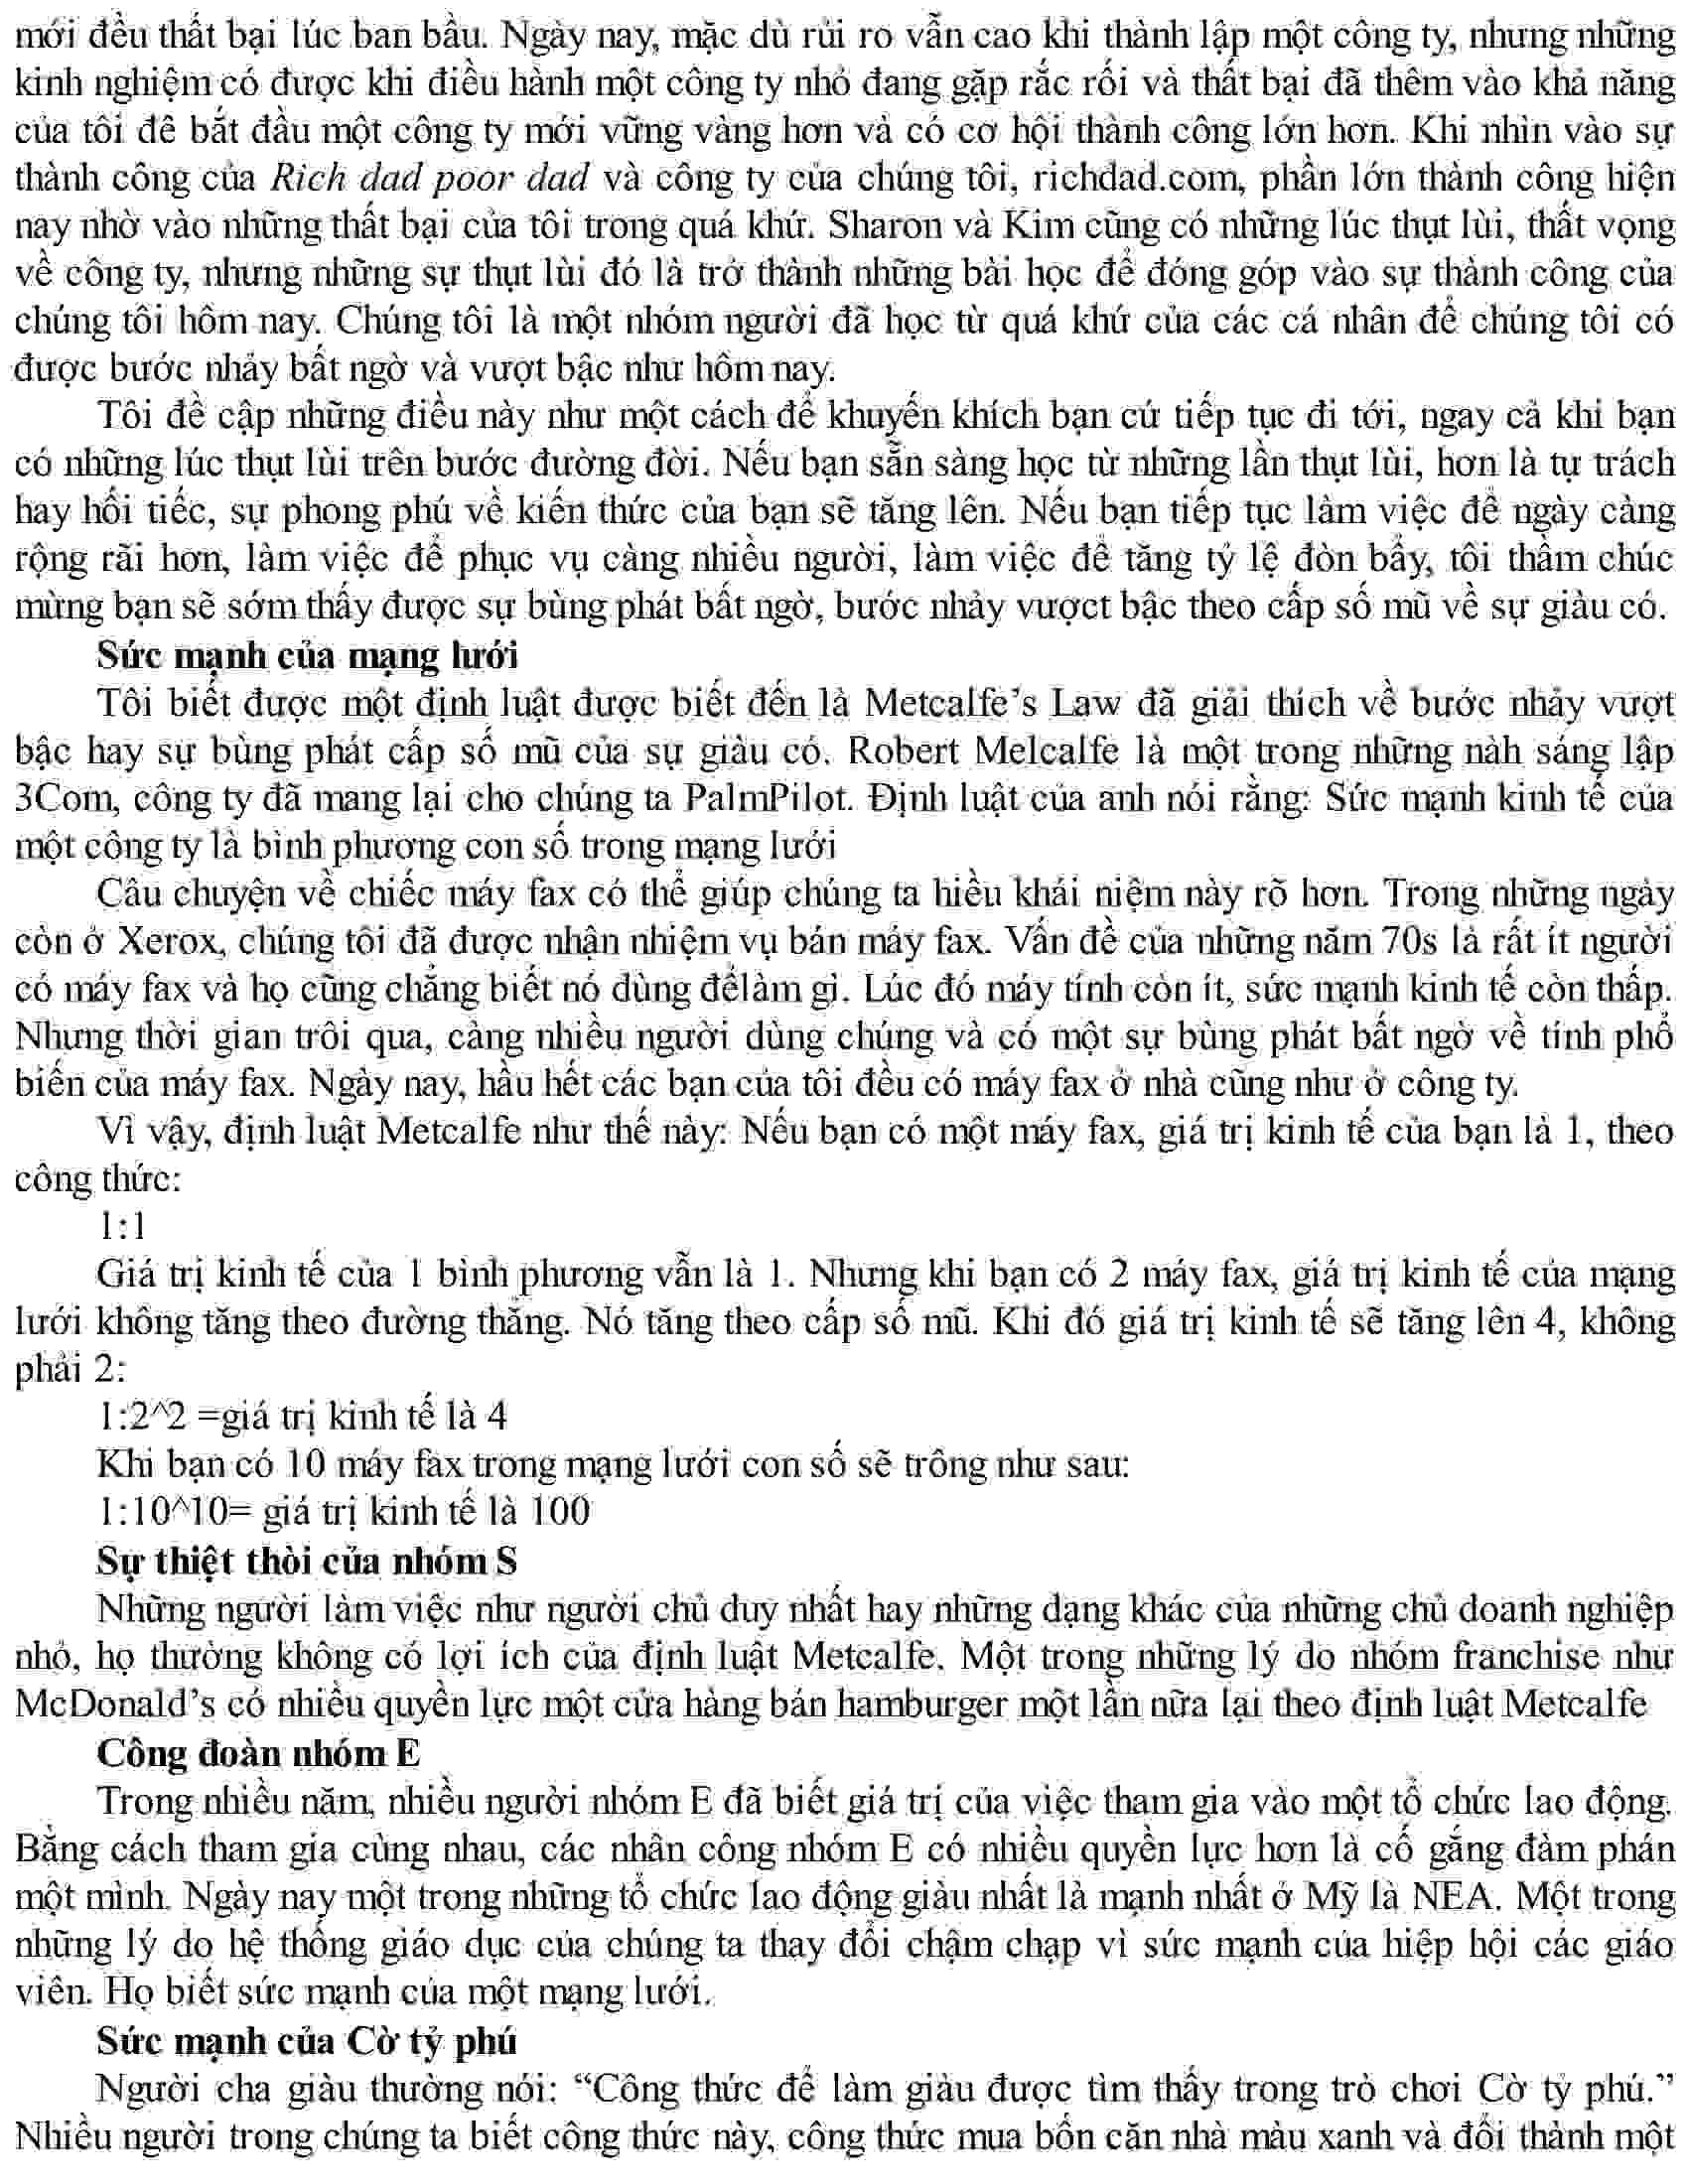 mới đều thất bại lúc ban bầu. Ngày nay, mặc dù rủi ro vẫn cao khi thành lập một công ty, nhưng những
kinh nghiệm có được khi điều hành một công ty nhỏ đang gặp rắc rối và thất bại đã thêm vào khả năng
của tôi để bắt đầu một công ty mới vững vàng hơn và có cơ hội thành công lớn hơn. Khi nhìn vào sự
thành công của Rich dad poor dad và công ty của chúng tôi, richdad.com, phần lớn thành công hiện
nay nhờ vào những thất bại của tôi trong quá khứ. Sharon và Kim cũng có những lúc thụt lùi, thất vọng
về công ty, nhưng những sự thụt lùi đó là trở thành những bài học để đóng góp vào sự thành công của
chúng tôi hôm nay. Chúng tôi là một nhóm người đã học từ quá khứ của các cá nhân để chúng tôi có
được bước nhảy bất ngờ và vượt bậc như hôm nay.
Tôi đề cập những điều này như một cách để khuyến khích bạn cứ tiếp tục đi tới, ngay cả khi bạn
có những lúc thụt lùi trên bước đường đời. Nếu bạn sẵn sàng học từ những lần thụt lùi, hơn là tự trách
hay hối tiếc, sự phong phú về kiến thức của bạn sẽ tăng lên. Nếu bạn tiếp tục làm việc để ngày càng
rộng rãi hơn, làm việc để phục vụ càng nhiều người, làm việc để tăng tỷ lệ đòn bẩy, tôi thầm chúc
mừng bạn sẽ sớm thấy được sự bùng phát bất ngờ, bước nhảy vượct bậc theo cấp số mũ về sự giàu có.
Sức mạnh của mạng lưới
Tôi biết được một định luật được biết đến là Metcalfe’s Law đã giải thích về bước nhảy vượt
bậc hay sự bùng phát cấp số mũ của sự giàu có. Robert Melcalfe là một trong những nàh sáng lập
3Com, công ty đã mang lại cho chúng ta PalmPilot. Định luật của anh nói rằng: Sức mạnh kinh tế của
một công ty là bình phương con số trong mạng lưới
Câu chuyện về chiếc máy fax có thể giúp chúng ta hiều khái niệm này rõ hơn. Trong những ngày
còn ở Xerox, chúng tôi đã được nhận nhiệm vụ bán máy fax. Vấn đề của những năm 70s là rất ít người
có máy fax và họ cũng chẳng biết nó dùng đểlàm gì. Lúc đó máy tính còn ít, sức mạnh kinh tế còn thấp.
Nhưng thời gian trôi qua, càng nhiều người dùng chúng và có một sự bùng phát bất ngờ về tính phổ
biến của máy fax. Ngày nay, hầu hết các bạn của tôi đều có máy fax ở nhà cũng như ở công ty.
Vì vậy, định luật Metcalfe như thế này: Nếu bạn có một máy fax, giá trị kinh tế của bạn là 1, theo
công thức:
1:1
Giá trị kinh tế của 1 bình phương vẫn là 1. Nhưng khi bạn có 2 máy fax, giá trị kinh tế của mạng
lưới không tăng theo đường thẳng. Nó tăng theo cấp số mũ. Khi đó giá trị kinh tế sẽ tăng lên 4, không
phải 2:
1:2^2 =giá trị kinh tế là 4
Khi bạn có 10 máy fax trong mạng lưới con số sẽ trông như sau:
1:10^10= giá trị kinh tế là 100
Sự thiệt thòi của nhóm S
Những người làm việc như người chủ duy nhất hay những dạng khác của những chủ doanh nghiệp
nhỏ, họ thường không có lợi ích của định luật Metcalfe. Một trong những lý do nhóm franchise như
McDonald’s có nhiều quyền lực một cửa hàng bán hamburger một lần nữa lại theo định luật Metcalfe
Công đoàn nhóm E
Trong nhiều năm, nhiều người nhóm E đã biết giá trí của việc tham gia vào một tổ chức lao động.
Bằng cách tham gia cùng nhau, các nhân công nhóm E có nhiều quyền lực hơn là cố gắng đàm phán
một mình. Ngày nay một trong những tổ chức lao động giàu nhất là mạnh nhất ở Mỹ là NEA. Một trong
những lý do hệ thống giáo dục của chúng ta thay đổi chậm chạp vì sức mạnh của hiệp hội các giáo
viên. Họ biết sức mạnh của một mạng lưới.
Sức mạnh của Cờ tỷ phú
Người cha giàu thường nói: “Công thức để làm giàu được tìm thấy trong trò chơi Cờ tỷ phú.”
Nhiều người trong chúng ta biết công thức này, công thức mua bốn căn nhà màu xanh và đổi thành một